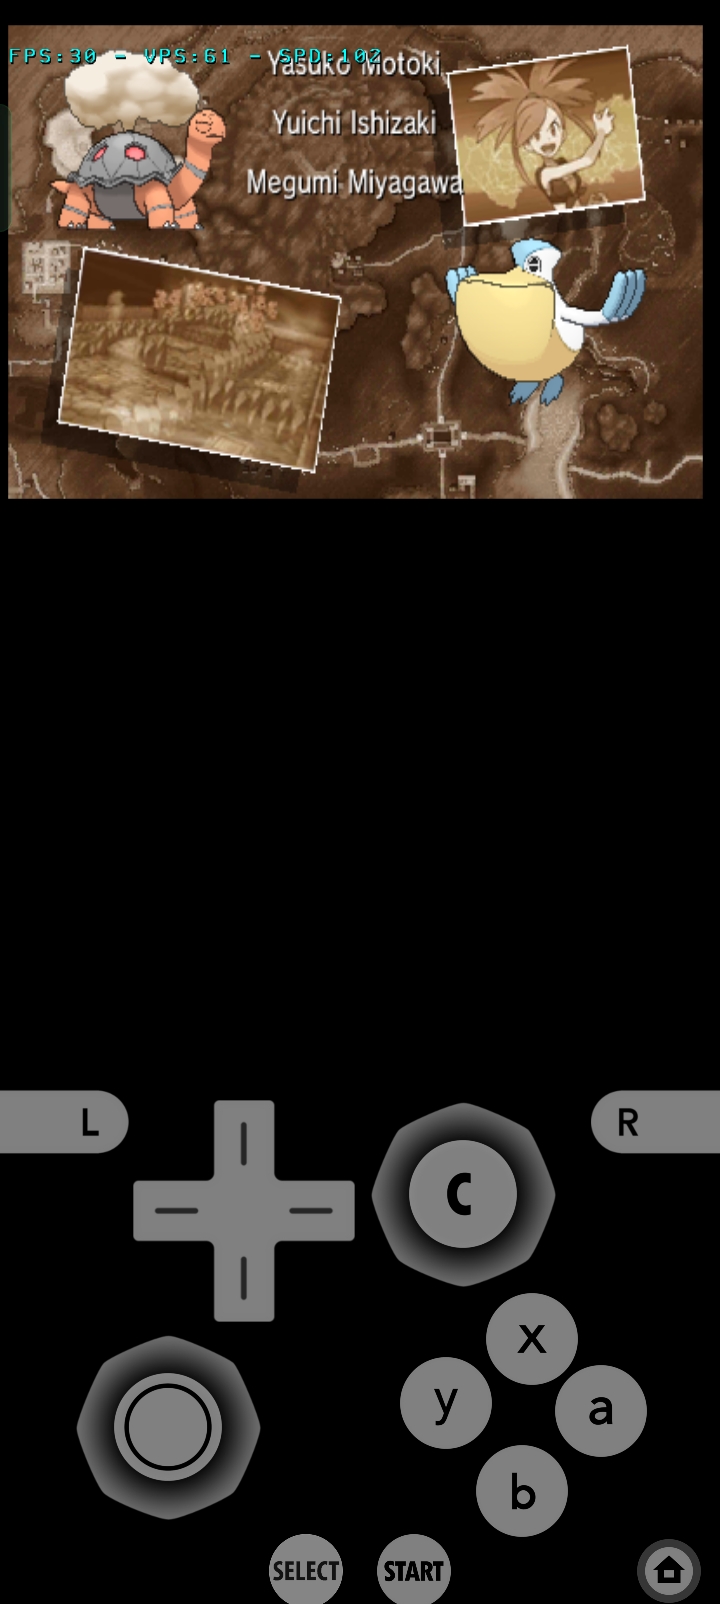 FPS:30 - VPS:61 - SPD:102
Yasuko Motoki
Yuichi Ishizaki
Megumi Miyagawa
L
R
C
x
y
a
b
SELECT
START